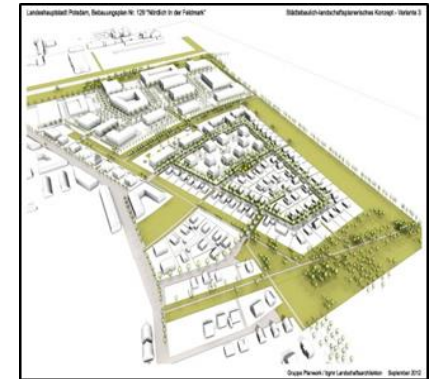 Landeshauptstadt Potsdam, Bebauungsplan Nr. 129 "Nördlich In der Feldmark"
Städtebaulich-landschaftsplanerisches Konzept - Variante 3
Gruppe Planwerk / bgmr Landschaftsarchitekten September 2012